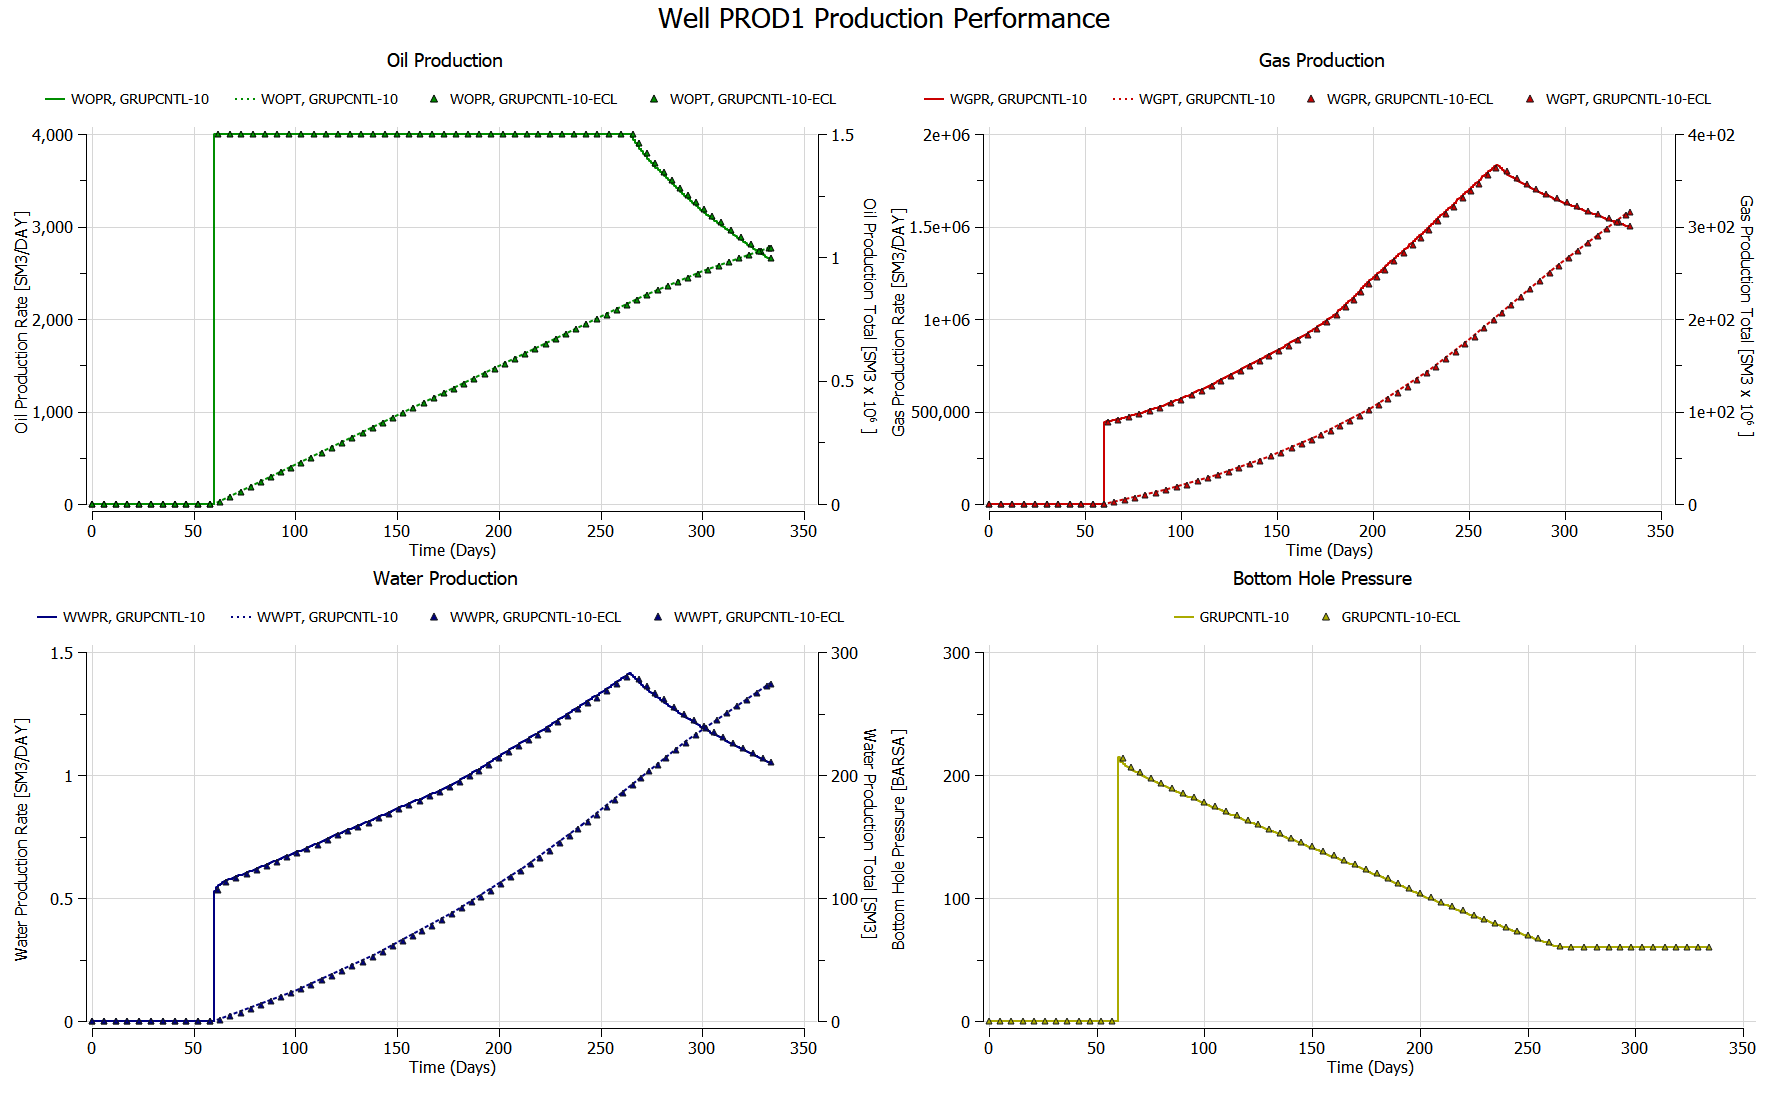 Well PROD1 Production Performance
Oil Production
WOPR, GRUPCNTL-10 WOPT, GRUPCNTL-10 WOPR, GRUPCNTL-10-ECL WOPT, GRUPCNTL-10-ECL
4,000
3,000
2,000
1,000
0
Oil Production Rate [SM3/DAY]
1.5
1
0.5
0
Oil Production Total [SM3 x 10⁶ ]
0 50 100 150 200 250 300 350
Time (Days)
Gas Production
WGPR, GRUPCNTL-10 WGPT, GRUPCNTL-10 WGPR, GRUPCNTL-10-ECL WGPT, GRUPCNTL-10-ECL
2e+06
1.5e+06
1e+06
500,000
0
Gas Production Rate [SM3/DAY]
4e+02
3e+02
2e+02
1e+02
0
Gas Production Total [SM3 x 10⁶ ]
0 50 100 150 200 250 300 350
Time (Days)
Water Production
WWPR, GRUPCNTL-10 WWPT, GRUPCNTL-10 WWPR, GRUPCNTL-10-ECL WWPT, GRUPCNTL-10-ECL
1.5
1
0.5
0
Water Production Rate [SM3/DAY]
300
200
100
0
Water Production Total [SM3]
0 50 100 150 200 250 300 350
Time (Days)
Bottom Hole Pressure
GRUPCNTL-10 GRUPCNTL-10-ECL
300
200
100
0
Bottom Hole Pressure [BARSA]
0 50 100 150 200 250 300 350
Time (Days)